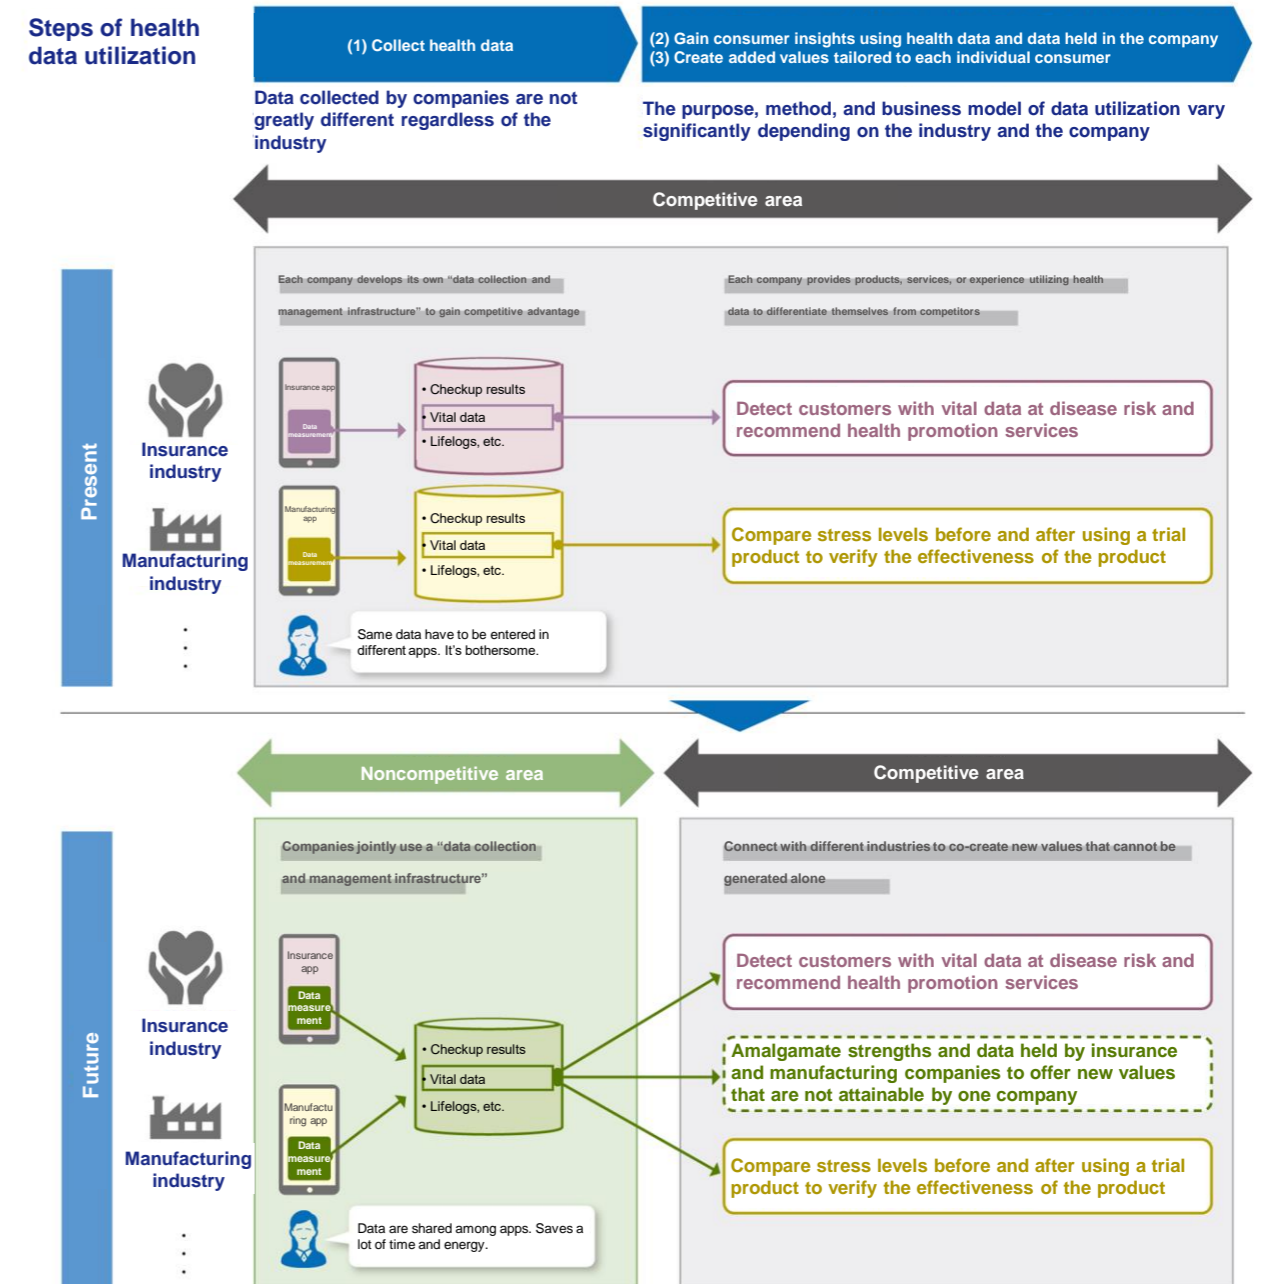 Steps of health
data utilization
(1) Collect health data
(2) Gain consumer insights using health data and data held in the company
(3) Create added values tailored to each individual consumer
Data collected by companies are not
greatly different regardless of the
industry
The purpose, method, and business model of data utilization vary
significantly depending on the industry and the company
Competitive area
Present
Each company develops its own “data collection and
management infrastructure” to gain competitive advantage
Each company provides products, services, or experience utilizing health
data to differentiate themselves from competitors
Insurance
industry
Insurance app
Data
measurement
• Checkup results
• Vital data
• Lifelogs, etc.
Detect customers with vital data at disease risk and
recommend health promotion services
Manufacturing
industry
Manufacturing
app
Data
measurement
• Checkup results
• Vital data
• Lifelogs, etc.
Compare stress levels before and after using a trial
product to verify the effectiveness of the product
Same data have to be entered in
different apps. It’s bothersome.
Noncompetitive area
Competitive area
Future
Companies jointly use a “data collection
and management infrastructure”
Connect with different industries to co-create new values that cannot be
generated alone
Insurance
industry
Insurance
app
Data
measure
ment
Manufacturing
industry
Manufactu
ring app
Data
measure
ment
• Checkup results
• Vital data
• Lifelogs, etc.
Detect customers with vital data at disease risk and
recommend health promotion services
Amalgamate strengths and data held by insurance
and manufacturing companies to offer new values
that are not attainable by one company
Compare stress levels before and after using a trial
product to verify the effectiveness of the product
Data are shared among apps. Saves a
lot of time and energy.